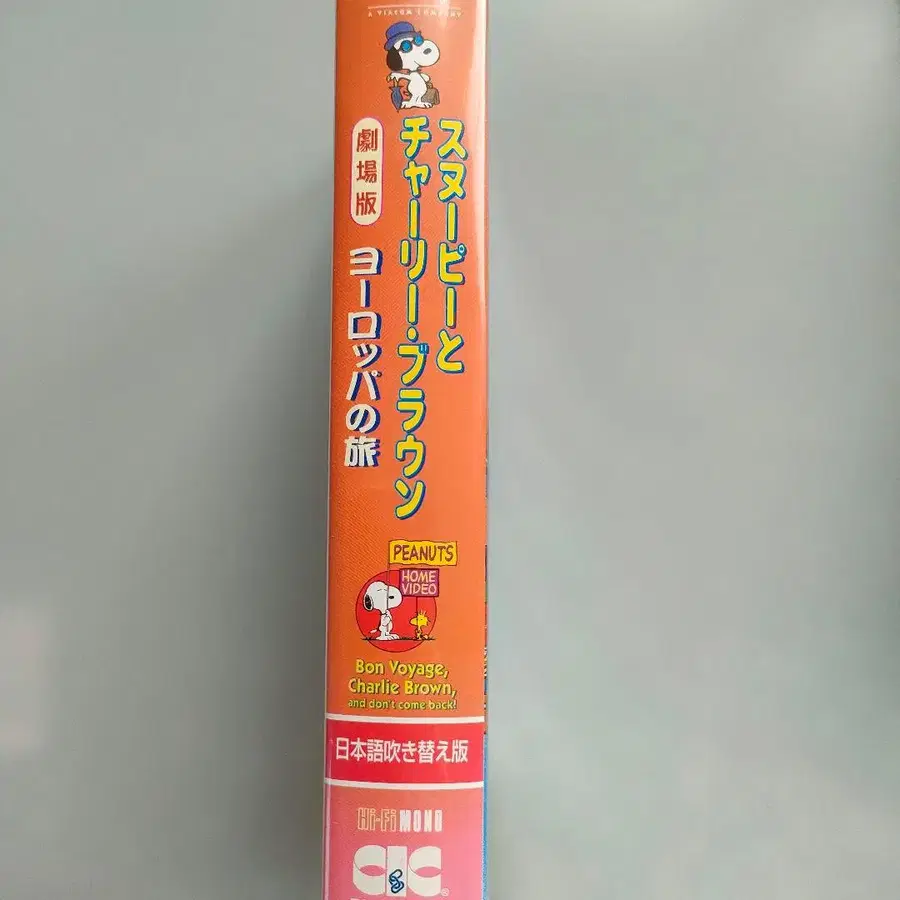 A VIACOM COMPANY
スヌーピーと
チャーリー・ブラウン
劇場版
ヨーロッパの旅
PEANUTS
HOME
VIDEO
Bon Voyage,
Charlie Brown,
and don't come back!
日本語吹き替え版
Hi-Fi MONO
CIC